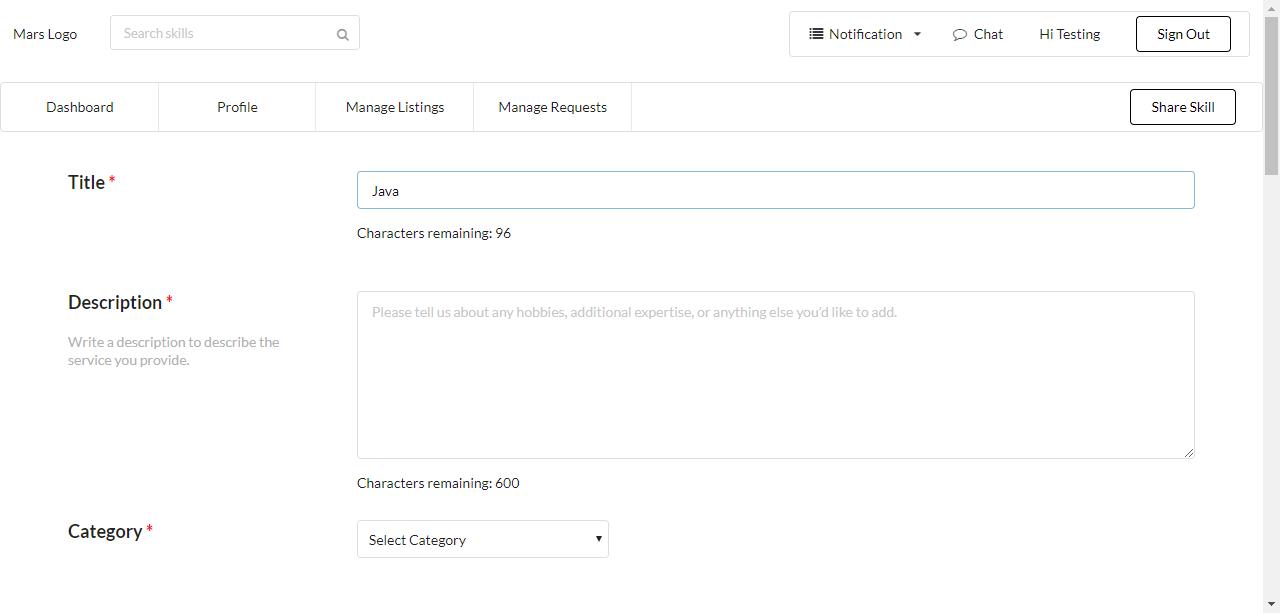 Mars Logo
Search skills
Notification
Chat
Hi Testing
Sign Out
Dashboard
Profile
Manage Listings
Manage Requests
Share Skill
Title *
Java
Characters remaining: 96
Description *
Please tell us about any hobbies, additional expertise, or anything else you'd like to add.
Write a description to describe the
service you provide.
Characters remaining: 600
Category *
Select Category